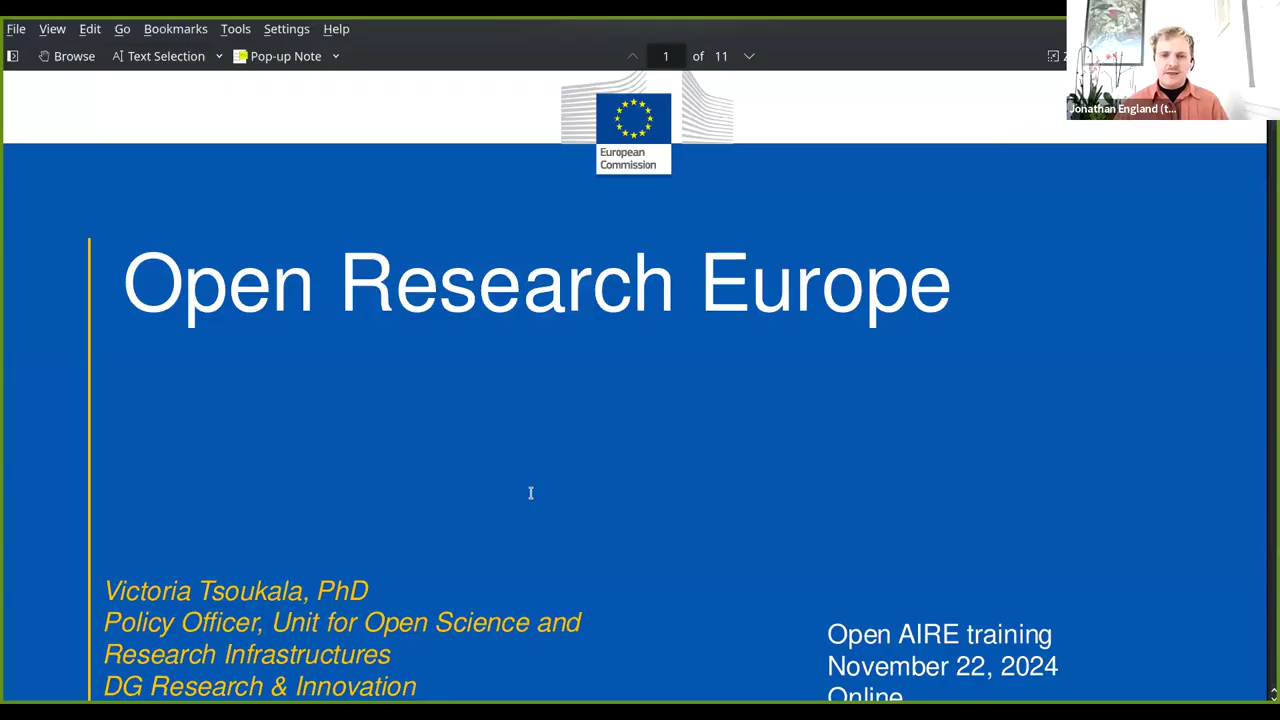 File View Edit Go Bookmarks Tools Settings Help
Browse Text Selection Pop-up Note 1 of 11
Jonathan England (t...
European
Commission
Open Research Europe
Victoria Tsoukala, PhD
Policy Officer, Unit for Open Science and
Research Infrastructures
DG Research & Innovation
Open AIRE training
November 22, 2024
Online